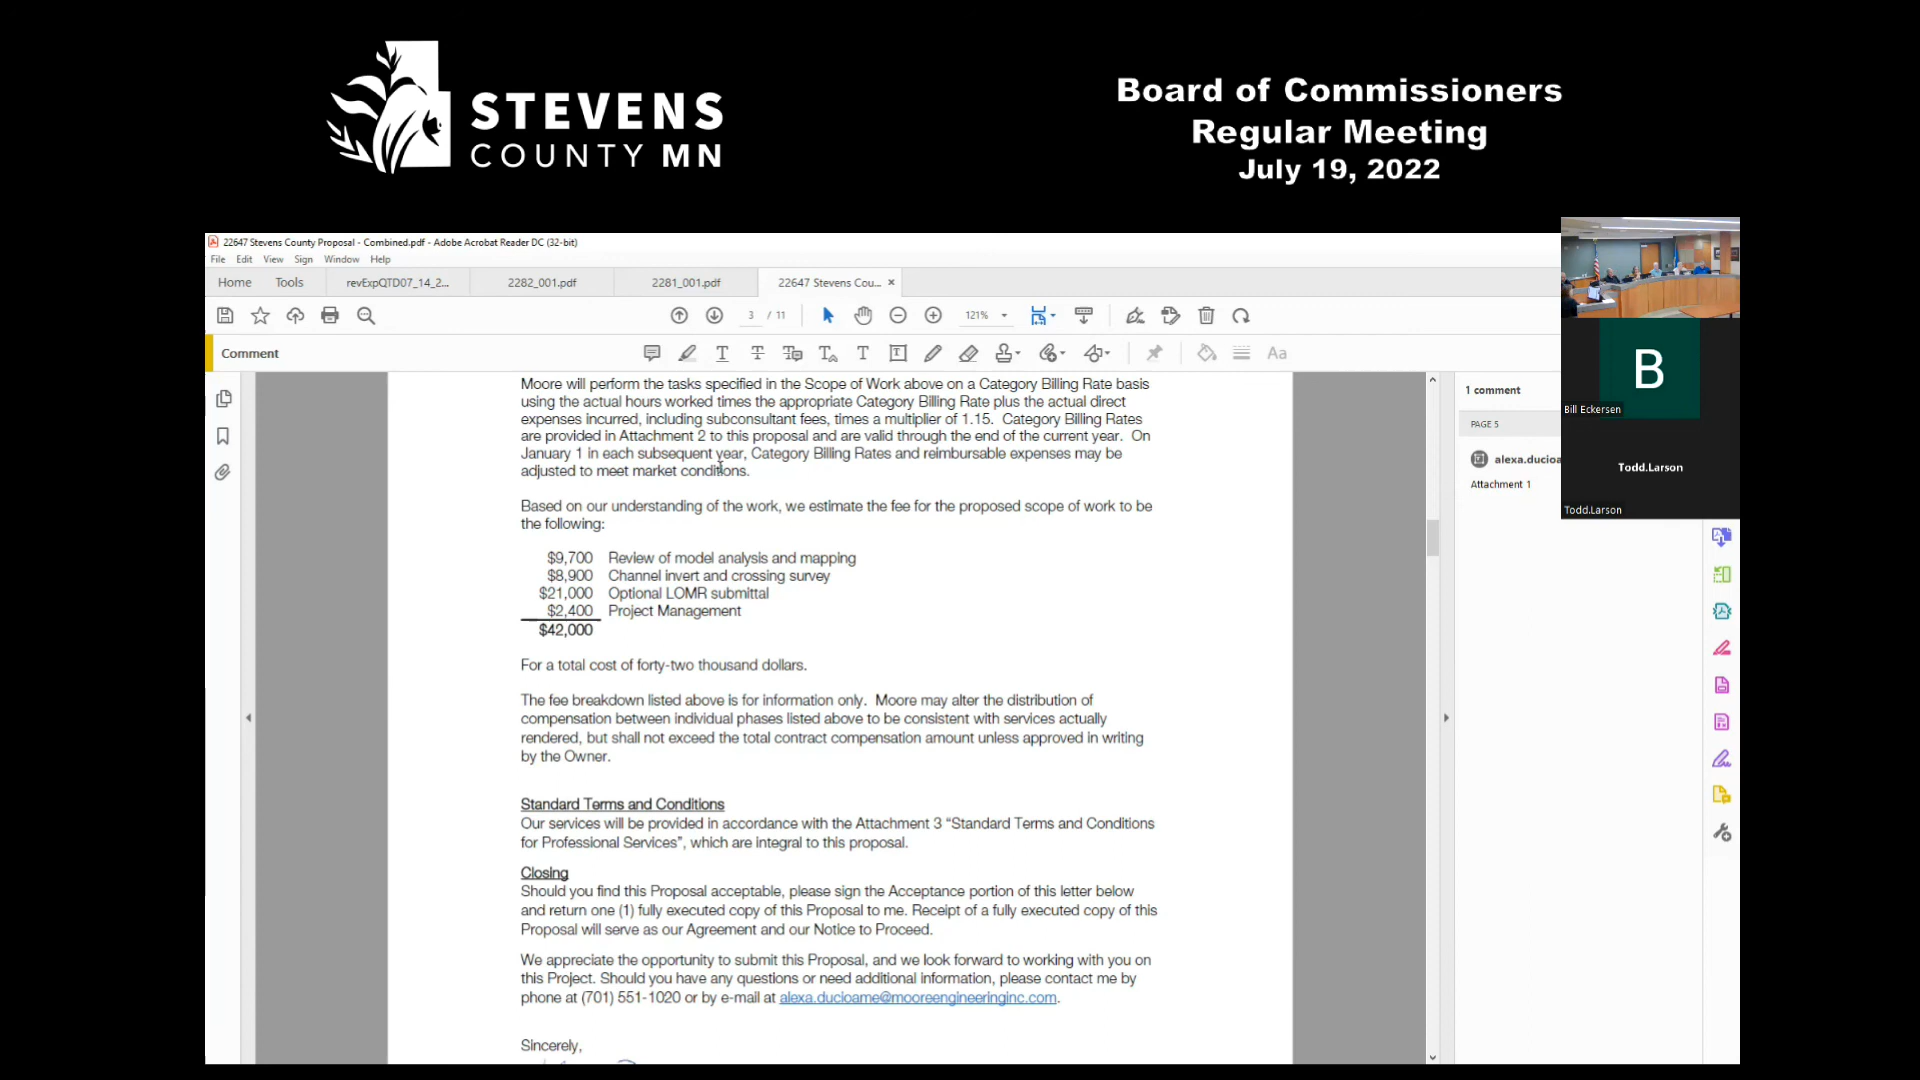 STEVENS
COUNTY MN
Board of Commissioners
Regular Meeting
July 19, 2022
22647 Stevens County Proposal - Combined.pdf - Adobe Acrobat Reader DC (32-bit)
File Edit View Sign Window Help
Home Tools revExpQTD07_14_2... 2282_001.pdf 2281_001.pdf 22647 Stevens Cou... ×
3 / 11 121%
Comment
Moore will perform the tasks specified in the Scope of Work above on a Category Billing Rate basis
using the actual hours worked times the appropriate Category Billing Rate plus the actual direct
expenses incurred, including subconsultant fees, times a multiplier of 1.15. Category Billing Rates
are provided in Attachment 2 to this proposal and are valid through the end of the current year. On
January 1 in each subsequent year, Category Billing Rates and reimbursable expenses may be
adjusted to meet market conditions.
Based on our understanding of the work, we estimate the fee for the proposed scope of work to be
the following:
$9,700 Review of model analysis and mapping
$8,900 Channel invert and crossing survey
$21,000 Optional LOMR submittal
$2,400 Project Management
$42,000
For a total cost of forty-two thousand dollars.
The fee breakdown listed above is for information only. Moore may alter the distribution of
compensation between individual phases listed above to be consistent with services actually
rendered, but shall not exceed the total contract compensation amount unless approved in writing
by the Owner.
Standard Terms and Conditions
Our services will be provided in accordance with the Attachment 3 “Standard Terms and Conditions
for Professional Services”, which are integral to this proposal.
Closing
Should you find this Proposal acceptable, please sign the Acceptance portion of this letter below
and return one (1) fully executed copy of this Proposal to me. Receipt of a fully executed copy of this
Proposal will serve as our Agreement and our Notice to Proceed.
We appreciate the opportunity to submit this Proposal, and we look forward to working with you on
this Project. Should you have any questions or need additional information, please contact me by
phone at (701) 551-1020 or by e-mail at alexa.ducioame@mooreengineeringinc.com.
Sincerely,
1 comment
PAGE 5
alexa.ducioa
Attachment 1
B
Bill Eckersen
Todd.Larson
Todd.Larson